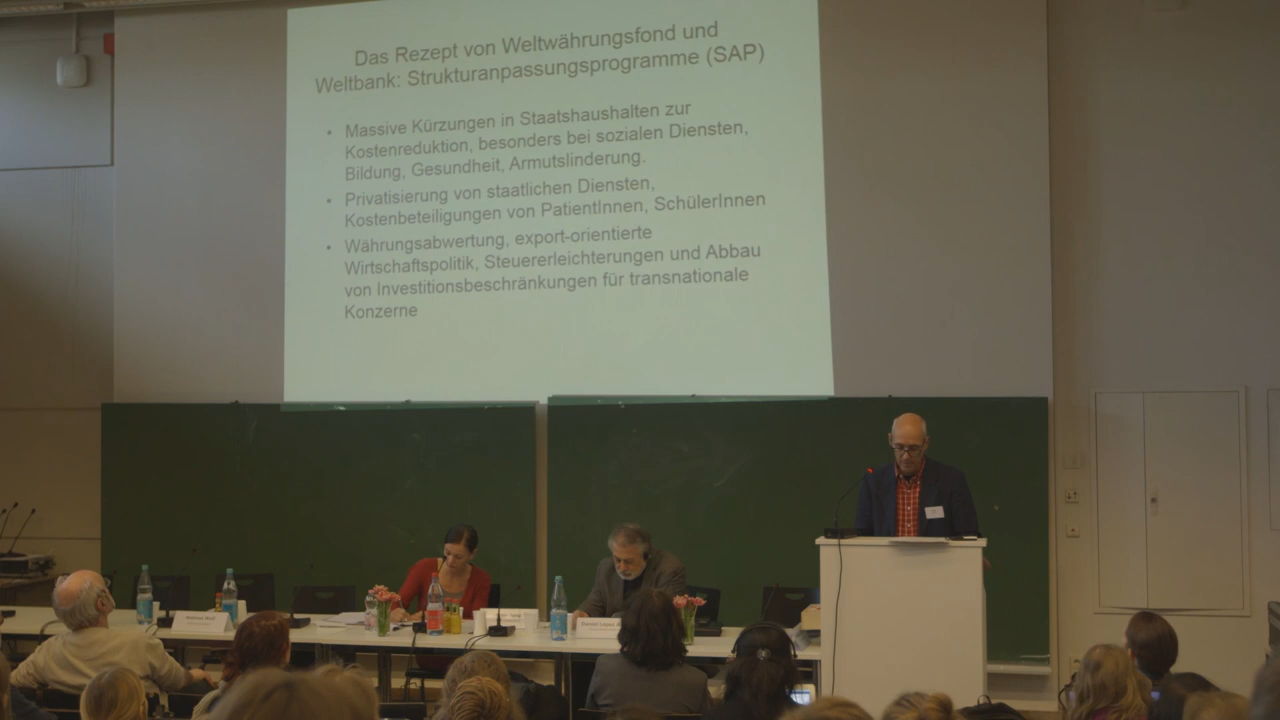 Das Rezept von Weltwährungsfond und
Weltbank: Strukturanpassungsprogramme (SAP)
• Massive Kürzungen in Staatshaushalten zur
Kostenreduktion, besonders bei sozialen Diensten,
Bildung, Gesundheit, Armutslinderung.
• Privatisierung von staatlichen Diensten,
Kostenbeteiligungen von PatientInnen, SchülerInnen
• Währungsabwertung, export-orientierte
Wirtschaftspolitik, Steuererleichterungen und Abbau
von Investitionsbeschränkungen für transnationale
Konzerne